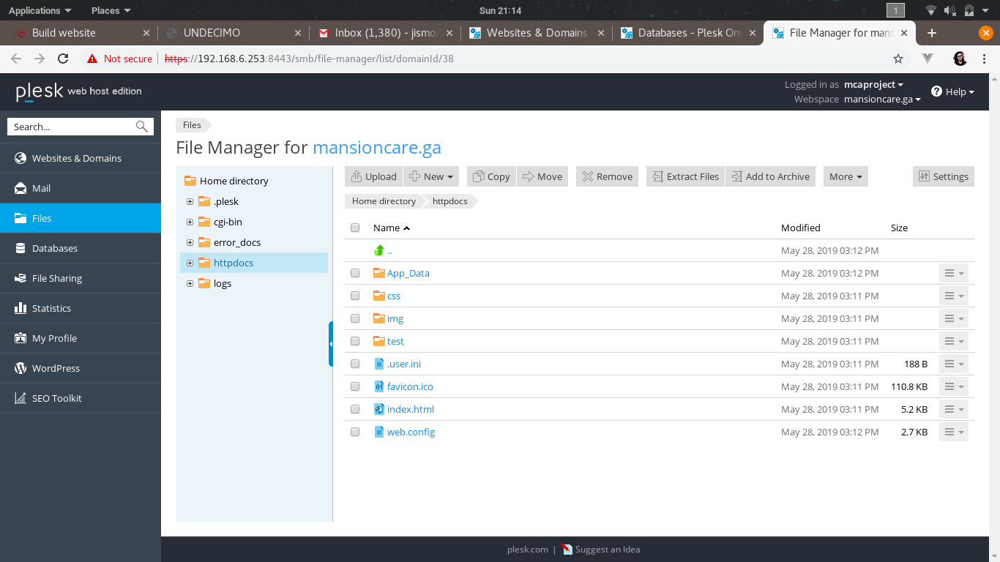 Applications Places Sun 21:14 1
Build website UNDECIMO Inbox (1,380) - jismo Websites & Domains Databases - Plesk Ony File Manager for mans
Not secure https://192.168.6.253:8443/smb/file-manager/list/domainId/38
plesk web host edition
Logged in as mcaproject
Webspace mansioncare.ga
Help
Search...
Websites & Domains
Mail
Files
Databases
File Sharing
Statistics
My Profile
WordPress
SEO Toolkit
Files
File Manager for mansioncare.ga
Home directory
.plesk
cgi-bin
error_docs
httpdocs
logs
Upload New Copy Move Remove Extract Files Add to Archive More Settings
Home directory httpdocs
Name Modified Size
.. May 28, 2019 03:12 PM
App_Data May 28, 2019 03:12 PM
css May 28, 2019 03:11 PM
img May 28, 2019 03:11 PM
test May 28, 2019 03:11 PM
.user.ini May 28, 2019 03:11 PM 188 B
favicon.ico May 28, 2019 03:11 PM 110.8 KB
index.html May 28, 2019 03:11 PM 5.2 KB
web.config May 28, 2019 03:12 PM 2.7 KB
plesk.com | Suggest an Idea